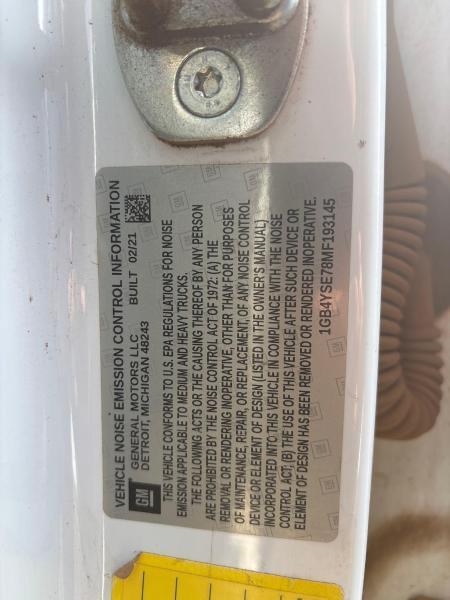 VEHICLE NOISE EMISSION CONTROL INFORMATION
GM
GENERAL MOTORS LLC BUILT 02/21
DETROIT, MICHIGAN 48243
THIS VEHICLE CONFORMS TO U.S. EPA REGULATIONS FOR NOISE
EMISSION APPLICABLE TO MEDIUM AND HEAVY TRUCKS.
THE FOLLOWING ACTS OR THE CAUSING THEREOF BY ANY PERSON
ARE PROHIBITED BY THE NOISE CONTROL ACT OF 1972: (A) THE
REMOVAL OR RENDERING INOPERATIVE, OTHER THAN FOR PURPOSES
OF MAINTENANCE, REPAIR, OR REPLACEMENT, OF ANY NOISE CONTROL
DEVICE OR ELEMENT OF DESIGN (LISTED IN THE OWNER'S MANUAL)
INCORPORATED INTO THIS VEHICLE IN COMPLIANCE WITH THE NOISE
CONTROL ACT; (B) THE USE OF THIS VEHICLE AFTER SUCH DEVICE OR
ELEMENT OF DESIGN HAS BEEN REMOVED OR RENDERED INOPERATIVE.
1GB4YSE78MF193145